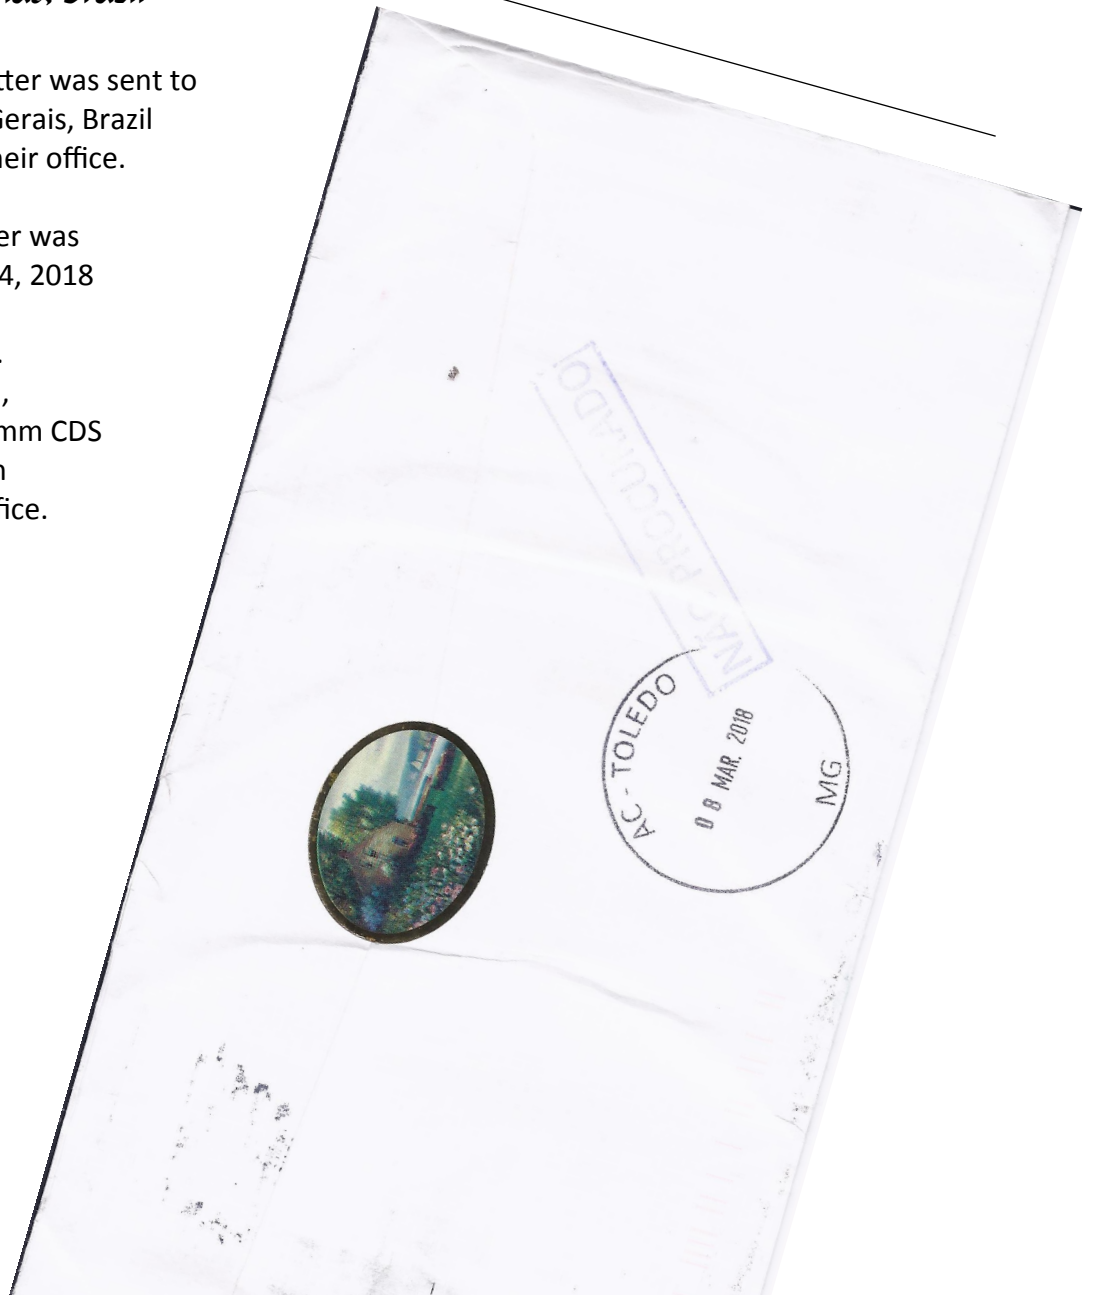 Brazil
tter was sent to
Gerais, Brazil
heir office.
er was
4, 2018
.
,
mm CDS
n
fice.
NÃO PROCURADO
AC - TOLEDO
08 MAR. 2018
MG